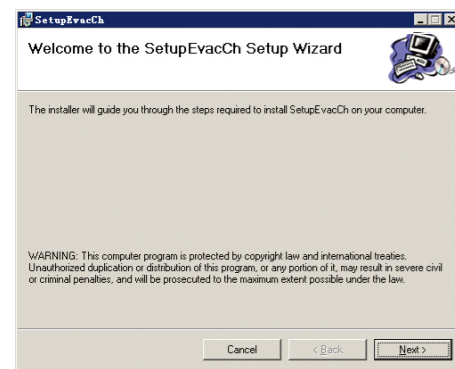 SetupEvacCh
Welcome to the SetupEvacCh Setup Wizard
The installer will guide you through the steps required to install SetupEvacCh on your computer.
WARNING: This computer program is protected by copyright law and international treaties.
Unauthorized duplication or distribution of this program, or any portion of it, may result in severe civil
or criminal penalties, and will be prosecuted to the maximum extent possible under the law.
Cancel < Back Next >